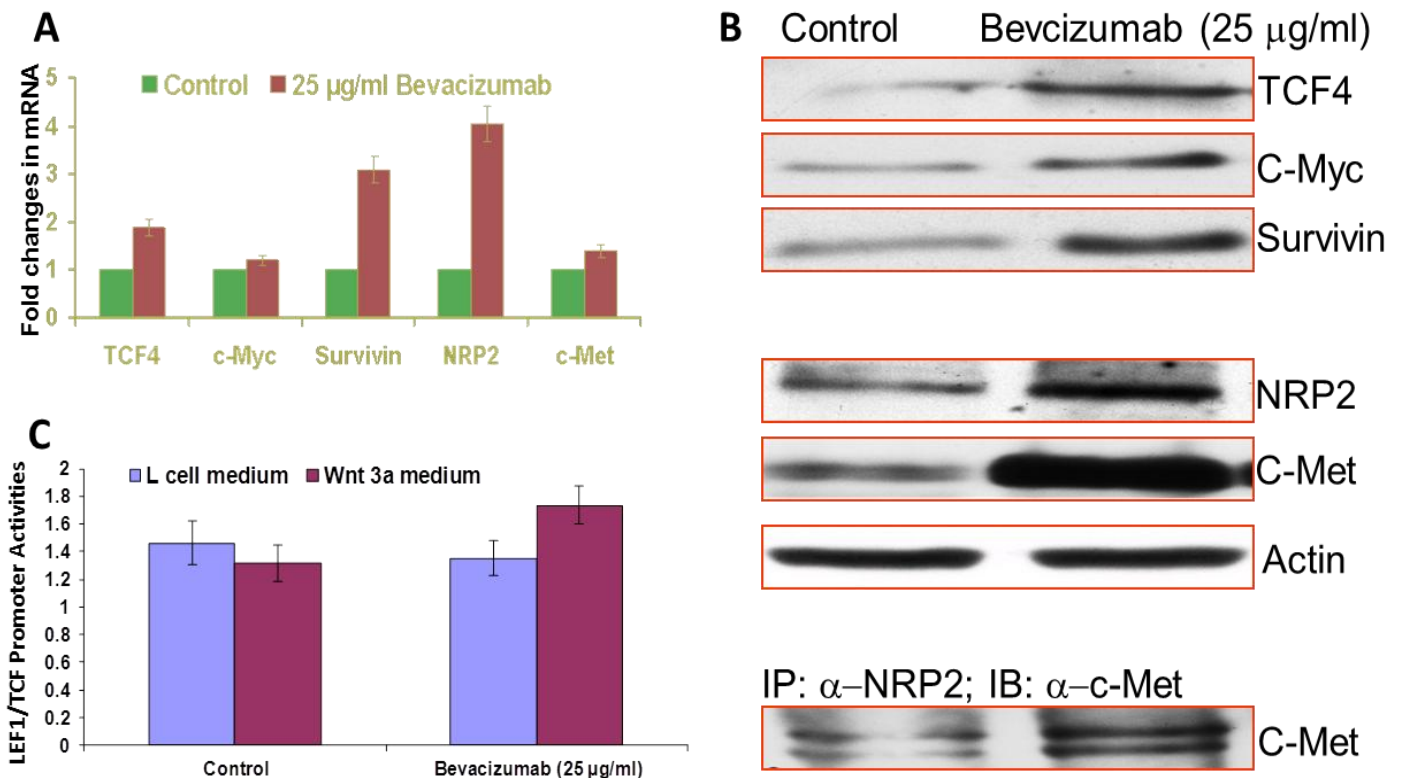 A
Fold changes in mRNA
5
4
3
2
1
0
Control 25 µg/ml Bevacizumab
TCF4 c-Myc Survivin NRP2 c-Met
B
Control Bevcizumab (25 µg/ml)
TCF4
C-Myc
Survivin
NRP2
C-Met
Actin
IP: α–NRP2; IB: α–c-Met
C-Met
C
LEF1/TCF Promoter Activities
2
1.8
1.6
1.4
1.2
1
0.8
0.6
0.4
0.2
0
L cell medium Wnt 3a medium
Control Bevacizumab (25 µg/ml)